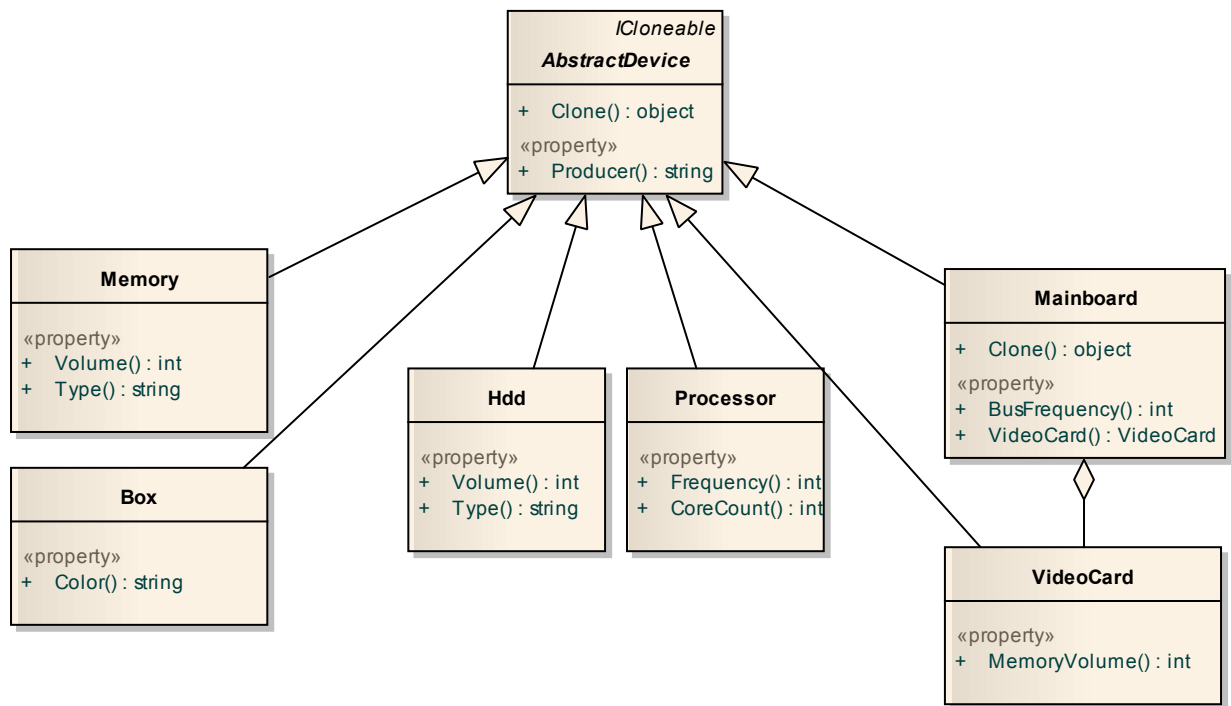 ICloneable
AbstractDevice
+ Clone() : object
«property»
+ Producer() : string
Memory
«property»
+ Volume() : int
+ Type() : string
Box
«property»
+ Color() : string
Hdd
«property»
+ Volume() : int
+ Type() : string
Processor
«property»
+ Frequency() : int
+ CoreCount() : int
Mainboard
+ Clone() : object
«property»
+ BusFrequency() : int
+ VideoCard() : VideoCard
VideoCard
«property»
+ MemoryVolume() : int